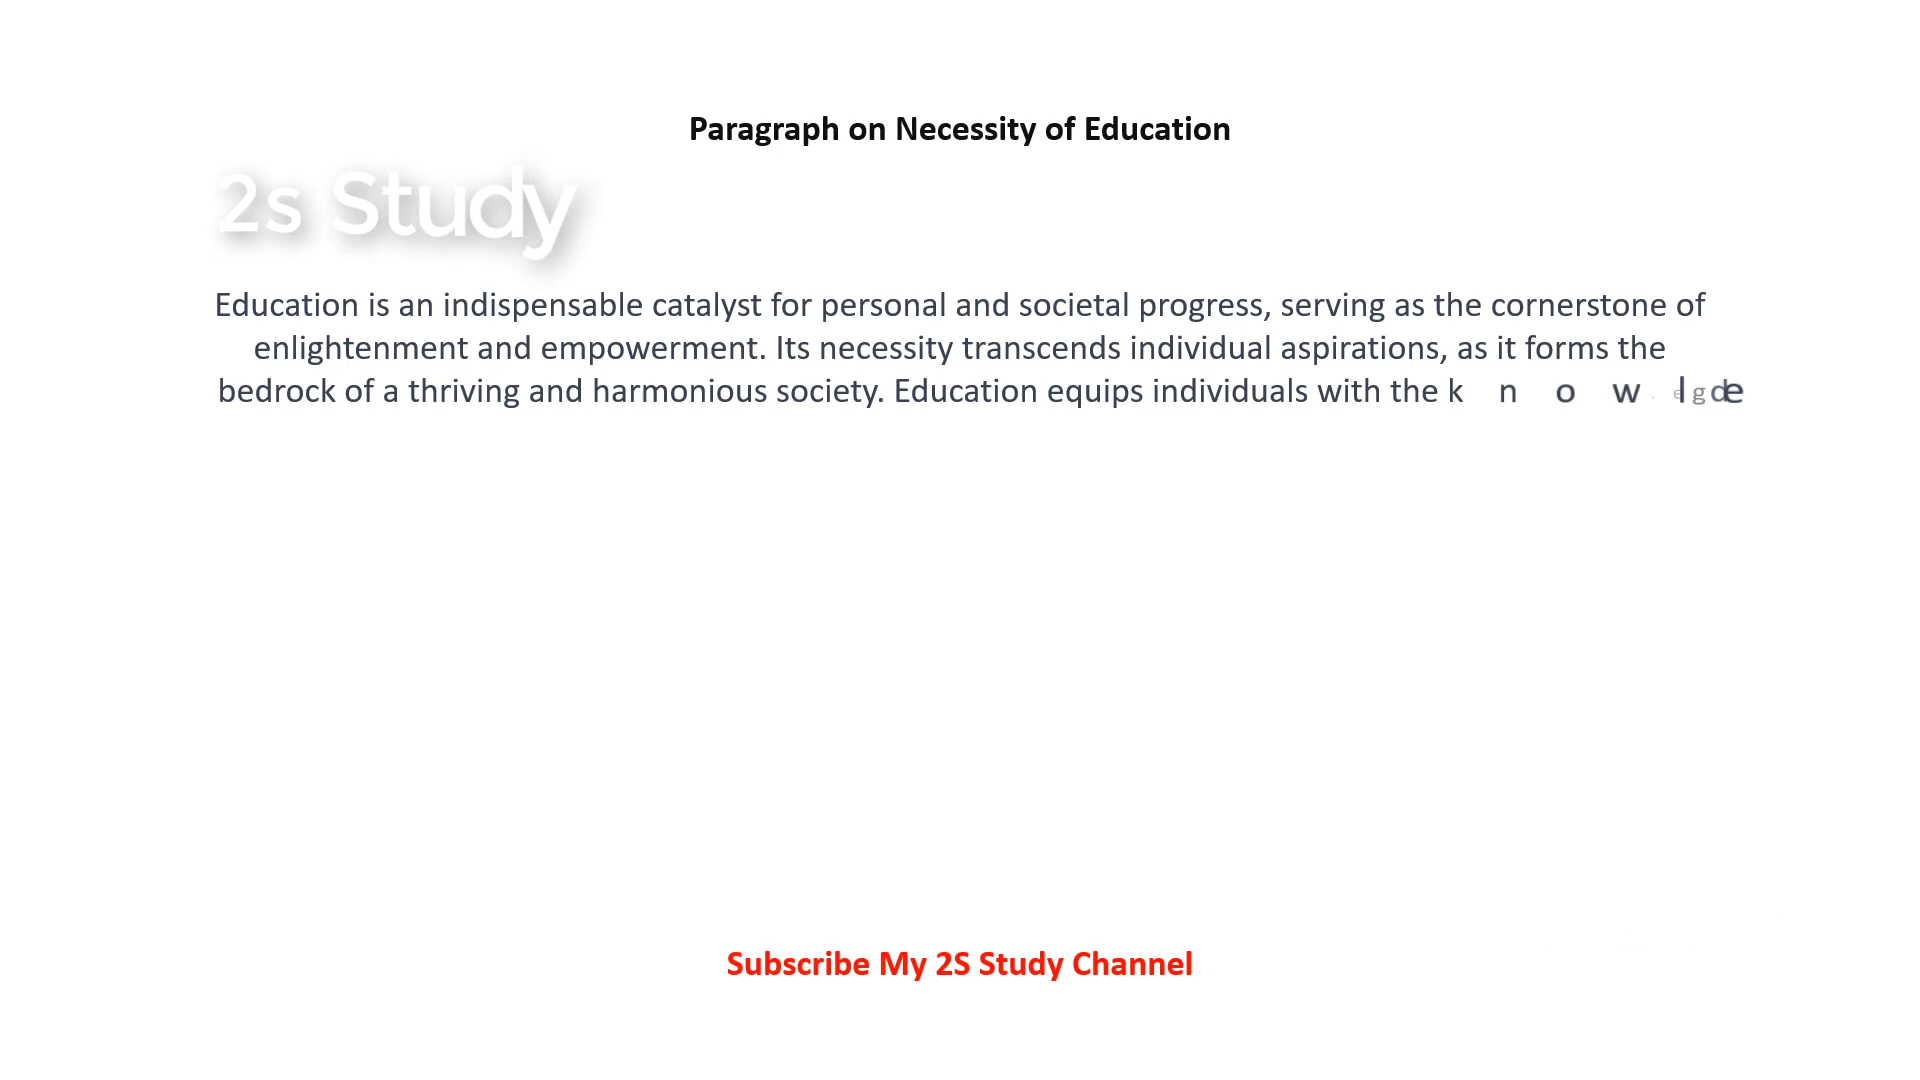 Paragraph on Necessity of Education
2s Study
Education is an indispensable catalyst for personal and societal progress, serving as the cornerstone of
enlightenment and empowerment. Its necessity transcends individual aspirations, as it forms the
bedrock of a thriving and harmonious society. Education equips individuals with the knowledge
Subscribe My 2S Study Channel